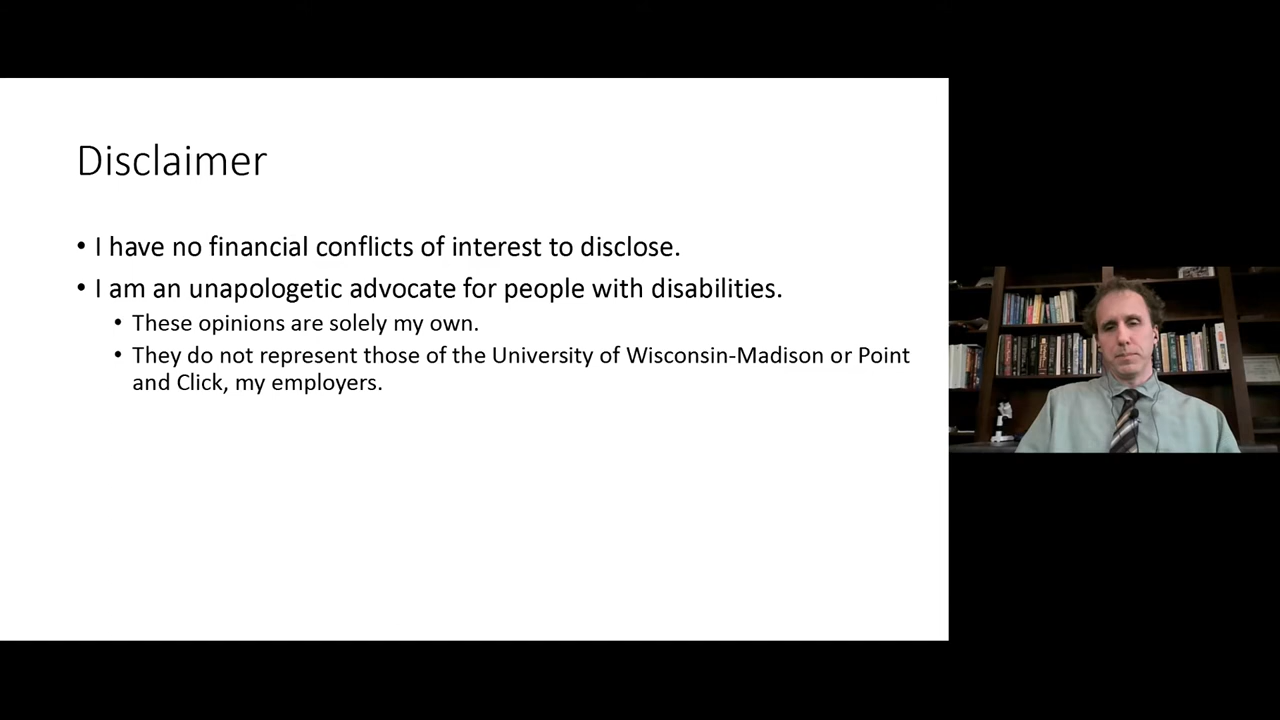 Disclaimer
• I have no financial conflicts of interest to disclose.
• I am an unapologetic advocate for people with disabilities.
• These opinions are solely my own.
• They do not represent those of the University of Wisconsin-Madison or Point
and Click, my employers.